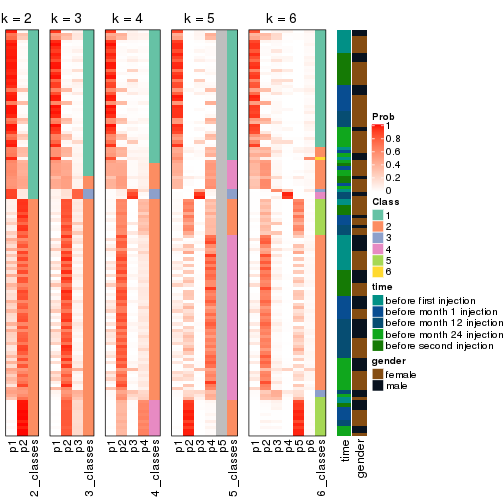 k = 2 k = 3 k = 4 k = 5 k = 6
Prob
1
0.8
0.6
0.4
0.2
0
Class
1
2
3
4
5
6
time
before first injection
before month 1 injection
before month 12 injection
before month 24 injection
before second injection
gender
female
male
p1 p2 2_classes p1 p2 p3 3_classes p1 p2 p3 p4 4_classes p1 p2 p3 p4 p5 5_classes p1 p2 p3 p4 p5 p6 6_classes time gender